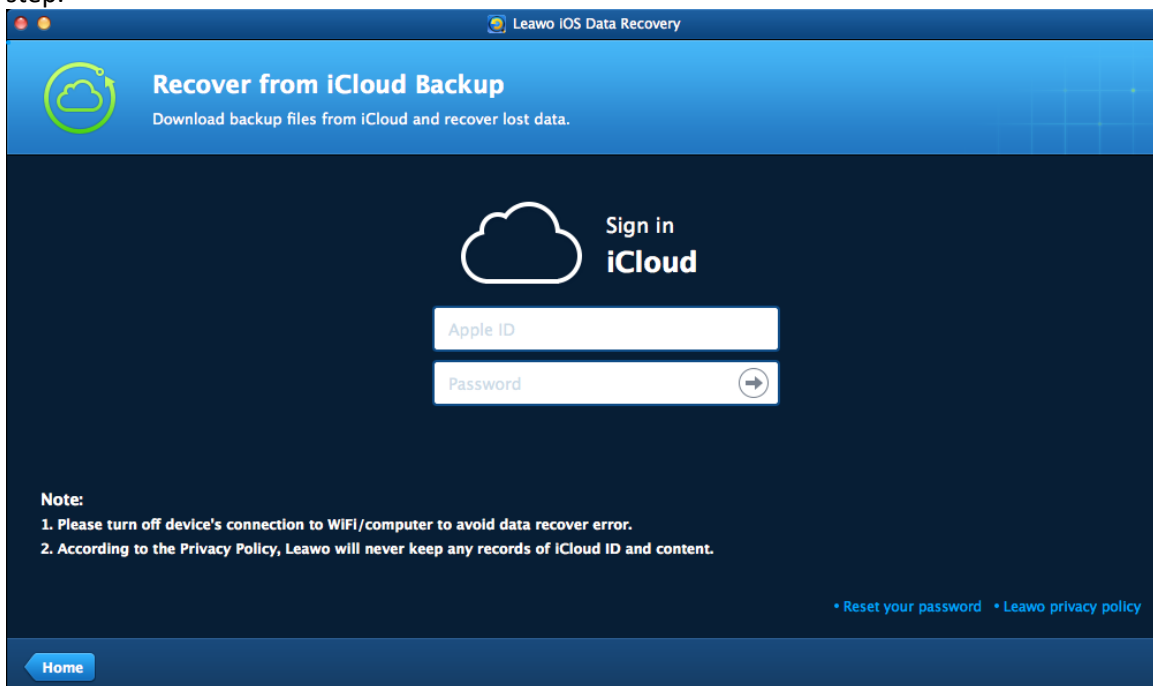 step.
Leawo iOS Data Recovery
Recover from iCloud Backup
Download backup files from iCloud and recover lost data.
Sign in
iCloud
Apple ID
Password
Note:
1. Please turn off device's connection to WiFi/computer to avoid data recover error.
2. According to the Privacy Policy, Leawo will never keep any records of iCloud ID and content.
• Reset your password • Leawo privacy policy
Home